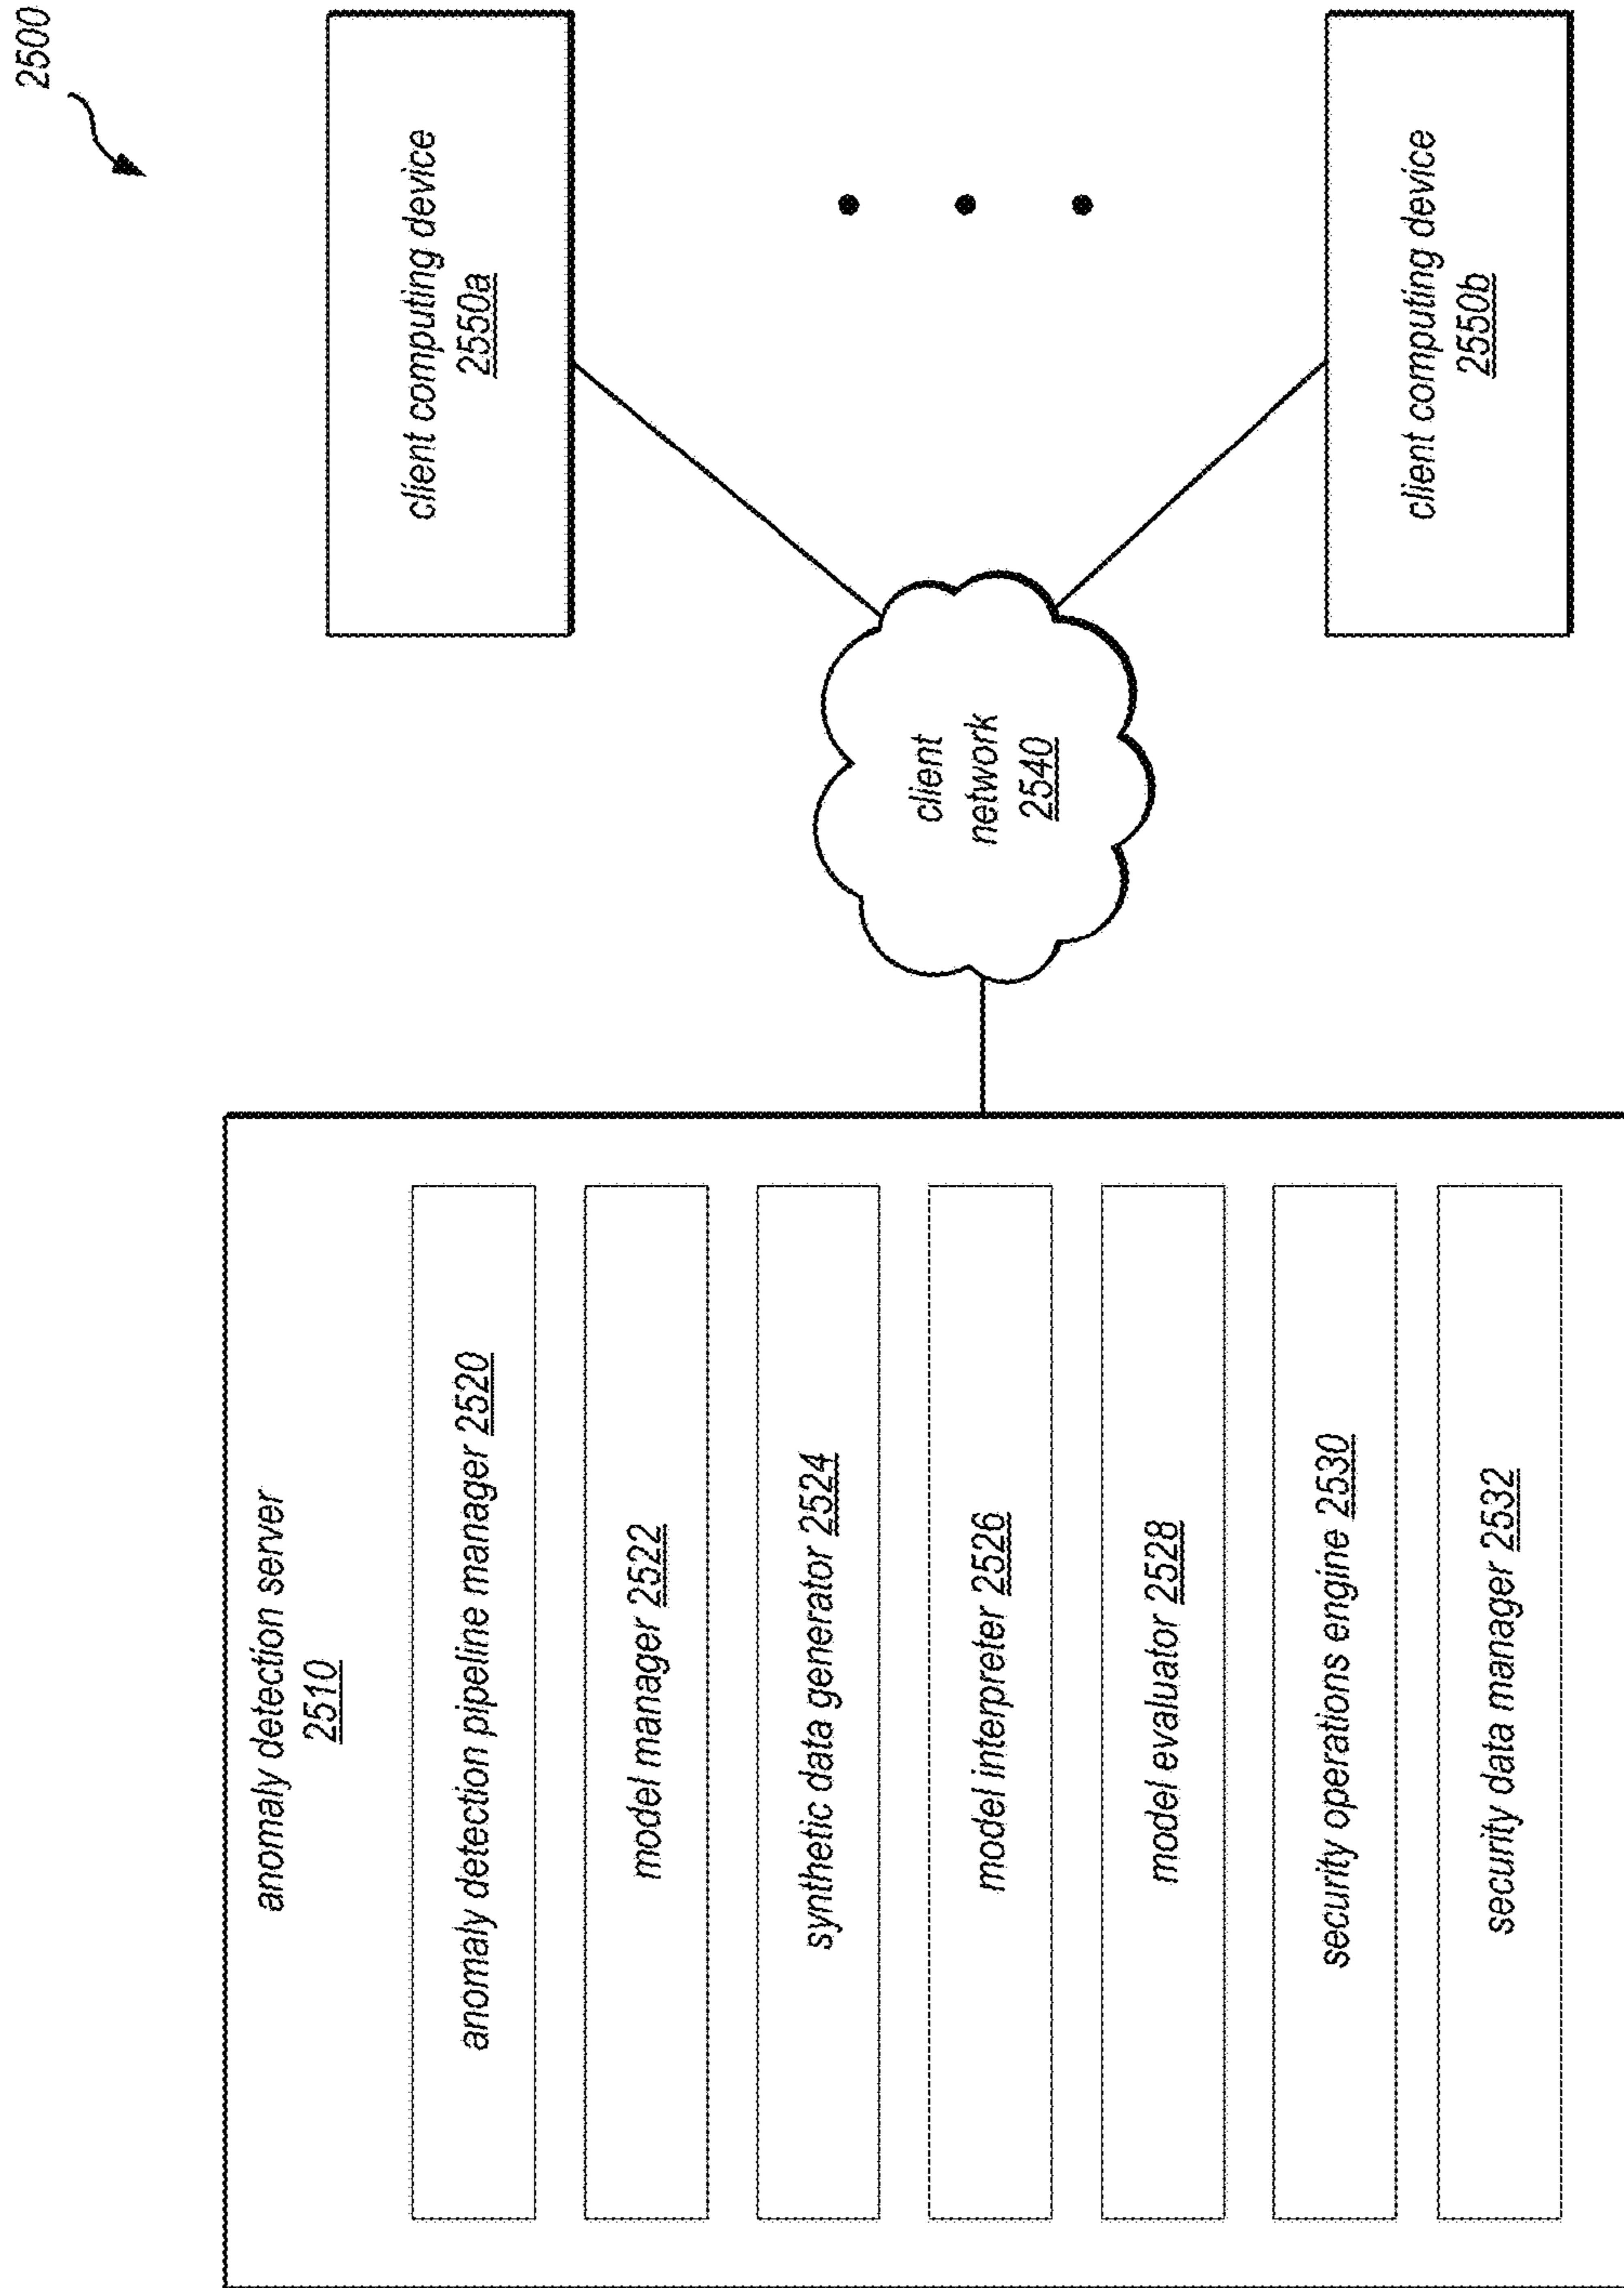 2500
anomaly detection server
2510
anomaly detection pipeline manager 2520
model manager 2522
synthetic data generator 2524
model interpreter 2526
model evaluator 2528
security operations engine 2530
security data manager 2532
client
network
2540
client computing device
2550a
client computing device
2550b